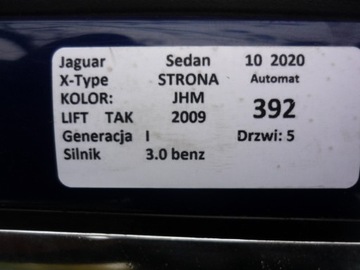 Jaguar Sedan 10 2020
X-Type STRONA Automat
KOLOR: JHM 392
LIFT TAK 2009
Generacja I Drzwi: 5
Silnik 3.0 benz